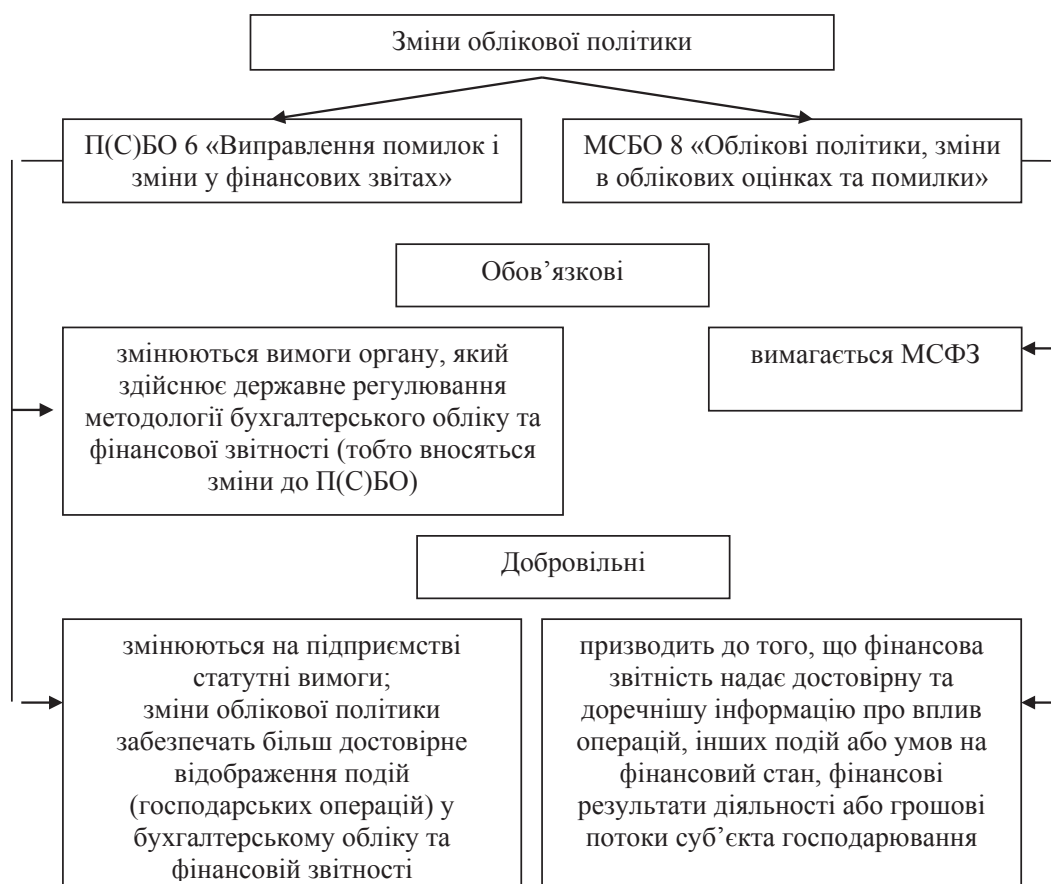 Зміни облікової політики
П(С)БО 6 «Виправлення помилок і
зміни у фінансових звітах»
МСБО 8 «Облікові політики, зміни
в облікових оцінках та помилки»
Обов’язкові
змінюються вимоги органу, який
здійснює державне регулювання
методології бухгалтерського обліку та
фінансової звітності (тобто вносяться
зміни до П(С)БО)
вимагається МСФЗ
Добровільні
змінюються на підприємстві
статутні вимоги;
зміни облікової політики
забезпечать більш достовірне
відображення подій
(господарських операцій) у
бухгалтерському обліку та
фінансовій звітності
призводить до того, що фінансова
звітність надає достовірну та
доречнішу інформацію про вплив
операцій, інших подій або умов на
фінансовий стан, фінансові
результати діяльності або грошові
потоки суб’єкта господарювання